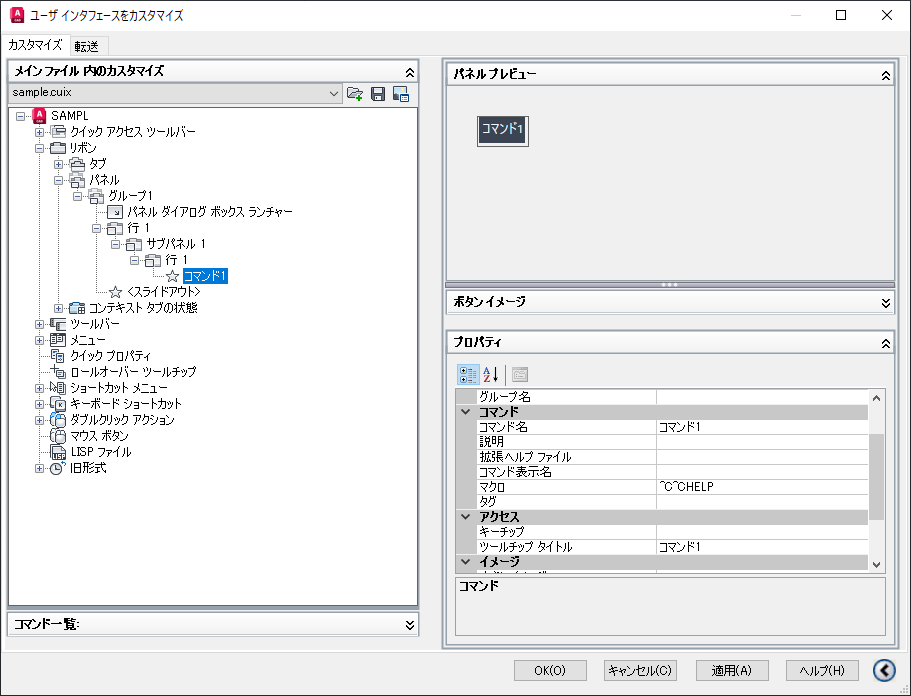 ユーザ インタフェースをカスタマイズ
カスタマイズ 転送
メイン ファイル 内のカスタマイズ
sample.cuix
SAMPL
クイック アクセス ツールバー
リボン
タブ
パネル
グループ1
パネル ダイアログ ボックス ランチャー
行 1
サブパネル 1
行 1
コマンド1
<スライドアウト>
コンテキスト タブの状態
ツールバー
メニュー
クイック プロパティ
ロールオーバー ツールチップ
ショートカット メニュー
キーボード ショートカット
ダブルクリック アクション
マウス ボタン
LISP ファイル
旧形式
コマンド一覧:
パネル プレビュー
コマンド1
ボタン イメージ
プロパティ
グループ名
コマンド
コマンド名 コマンド1
説明
拡張ヘルプ ファイル
コマンド表示名
マクロ ^C^CHELP
タグ
アクセス
キーチップ
ツールチップ タイトル コマンド1
イメージ
コマンド
OK(O) キャンセル(C) 適用(A) ヘルプ(H)